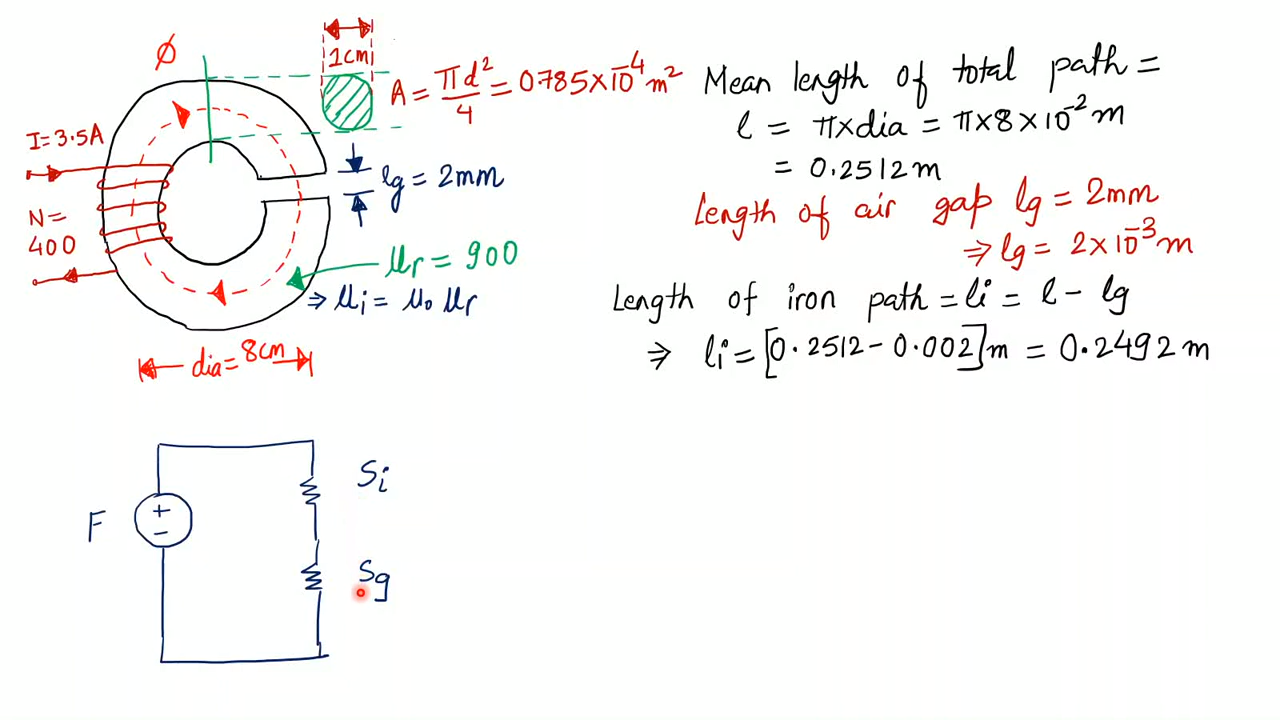 Ø
1cm
A = πd²/4 = 0.785×10⁻⁴ m²
I=3.5A
N=
400
lg = 2mm
μr = 900
⇒ μi = μ₀ μr
dia=8cm
Mean length of total path =
l = π×dia = π×8×10⁻² m
= 0.2512 m
Length of air gap lg = 2mm
⇒ lg = 2×10⁻³ m
Length of iron path = li = l - lg
⇒ li = [0.2512 - 0.002] m = 0.2492 m
F
+
−
Si
Sg